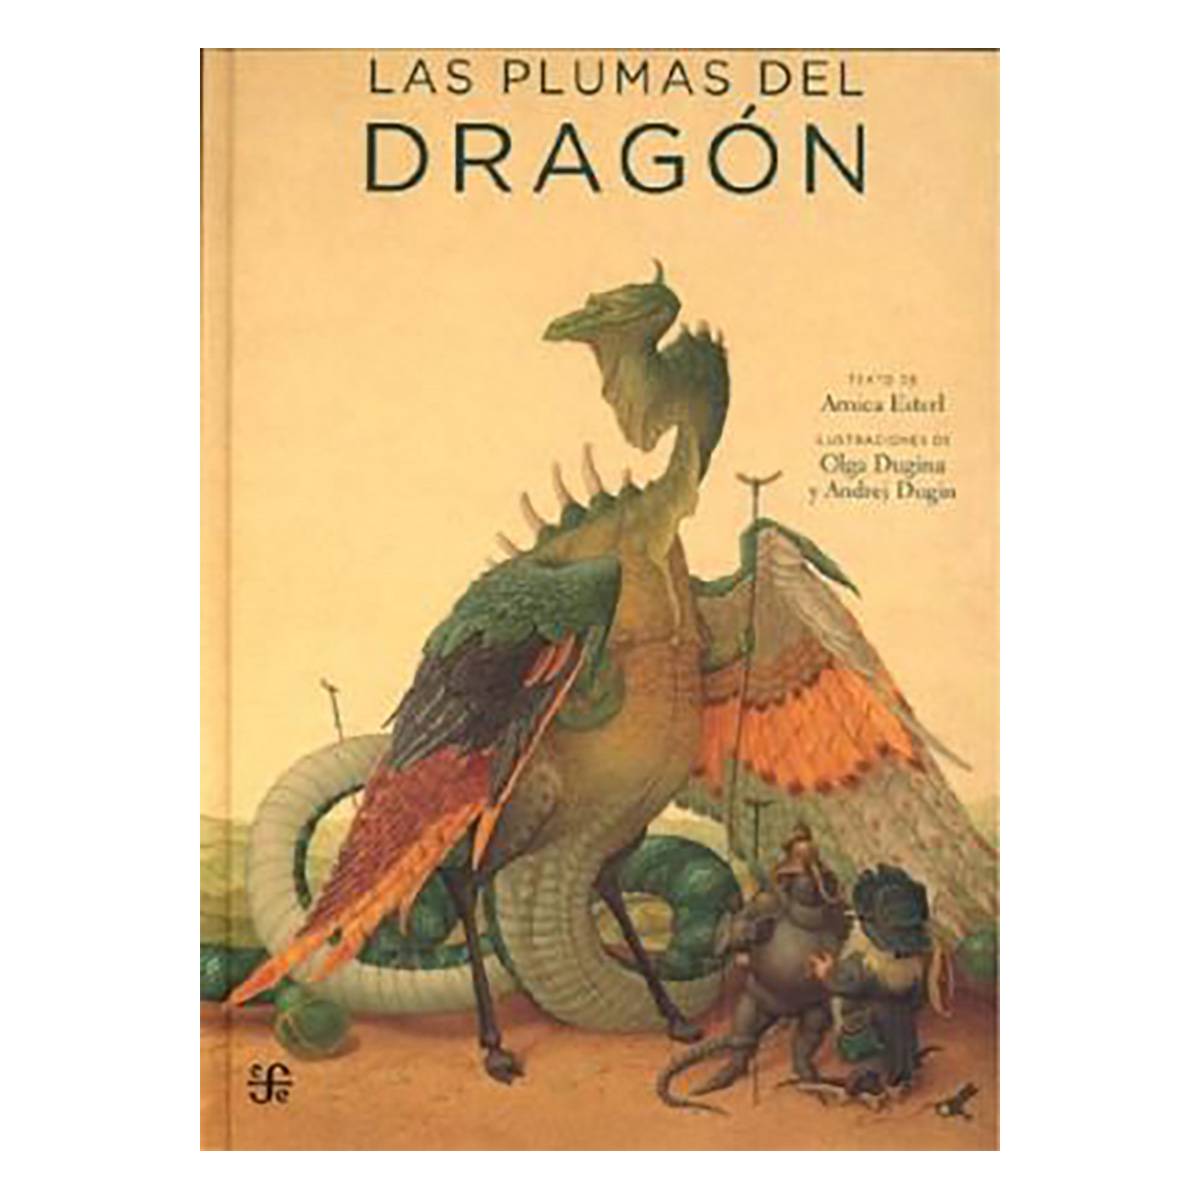 LAS PLUMAS DEL
DRAGÓN
TEXTO DE
Arnica Esterl
ILUSTRACIONES DE
Olga Dugina
y Andrej Dugin